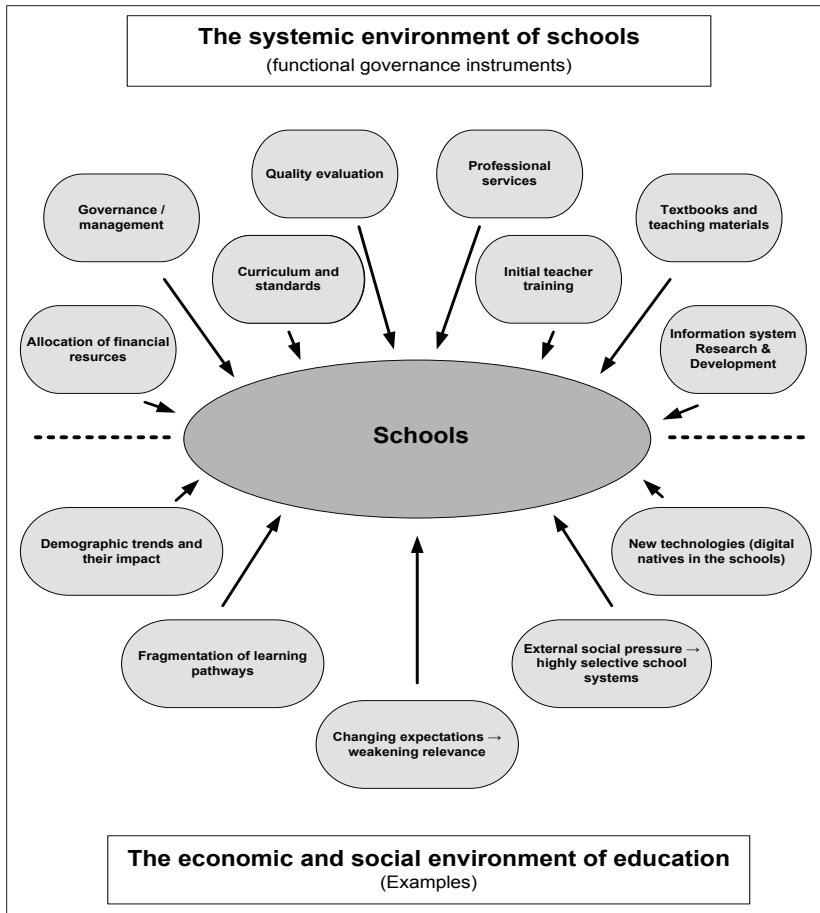 The systemic environment of schools
(functional governance instruments)
Quality evaluation
Professional
services
Governance /
management
Textbooks and
teaching materials
Curriculum and
standards
Initial teacher
training
Allocation of financial
resurces
Information system
Research &
Development
Schools
Demographic trends and
their impact
New technologies (digital
natives in the schools)
Fragmentation of learning
pathways
External social pressure →
highly selective school
systems
Changing expectations →
weakening relevance
The economic and social environment of education
(Examples)